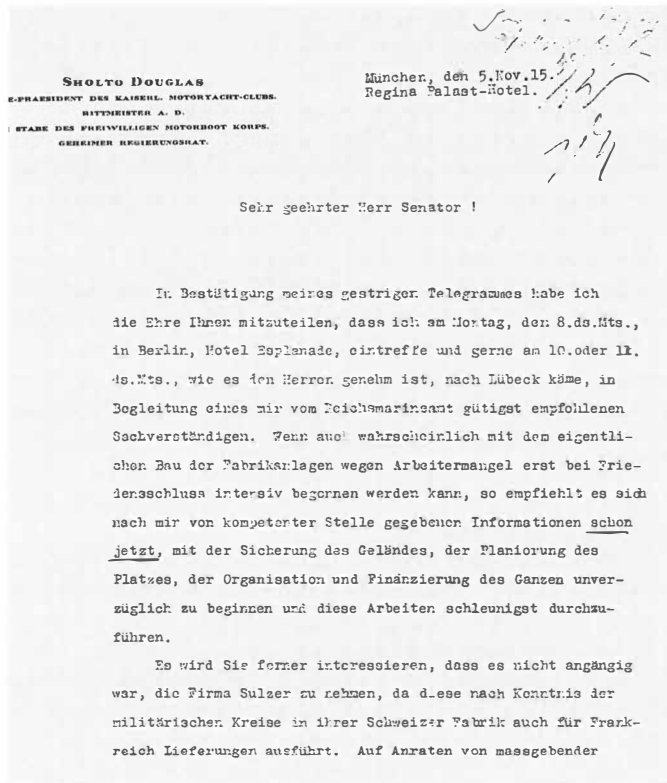 SHOLTO DOUGLAS
E-PRAESIDENT DES KAISERL. MOTORYACHT-CLUBS.
RITTMEISTER A. D.
STABE DES FREIWILLIGEN MOTORBOOT KORPS.
GEHEIMER REGIERUNGSRAT.
München, den 5.Nov.15.
Regina Palast-Hotel.
Sehr geehrter Herr Senator !
In Bestätigung meines gestrigen Telegrammes habe ich
die Ehre Ihnen mitzuteilen, dass ich am Montag, den 8.ds.Mts.,
in Berlin, Hotel Esplanade, eintreffe und gerne am 10.oder 11.
ds.Mts., wie es den Herren genehm ist, nach Lübeck käme, in
Begleitung eines mir vom Reichsmarineamt gütigst empfohlenen
Sachverständigen. Wenn auch wahrscheinlich mit dem eigentli-
chen Bau der Fabrikanlagen wegen Arbeitermangel erst bei Frie-
densschluss intensiv begonnen werden kann, so empfiehlt es sich
nach mir von kompetenter Stelle gegebenen Informationen schon
jetzt, mit der Sicherung des Geländes, der Planierung des
Platzes, der Organisation und Finanzierung des Ganzen unver-
züglich zu beginnen und diese Arbeiten schleunigst durchzu-
führen.
Es wird Sie ferner interessieren, dass es nicht angängig
war, die Firma Sulzer zu nehmen, da diese nach Kenntnis der
militärischen Kreise in ihrer Schweizer Fabrik auch für Frank-
reich Lieferungen ausführt. Auf Anraten von massgebender